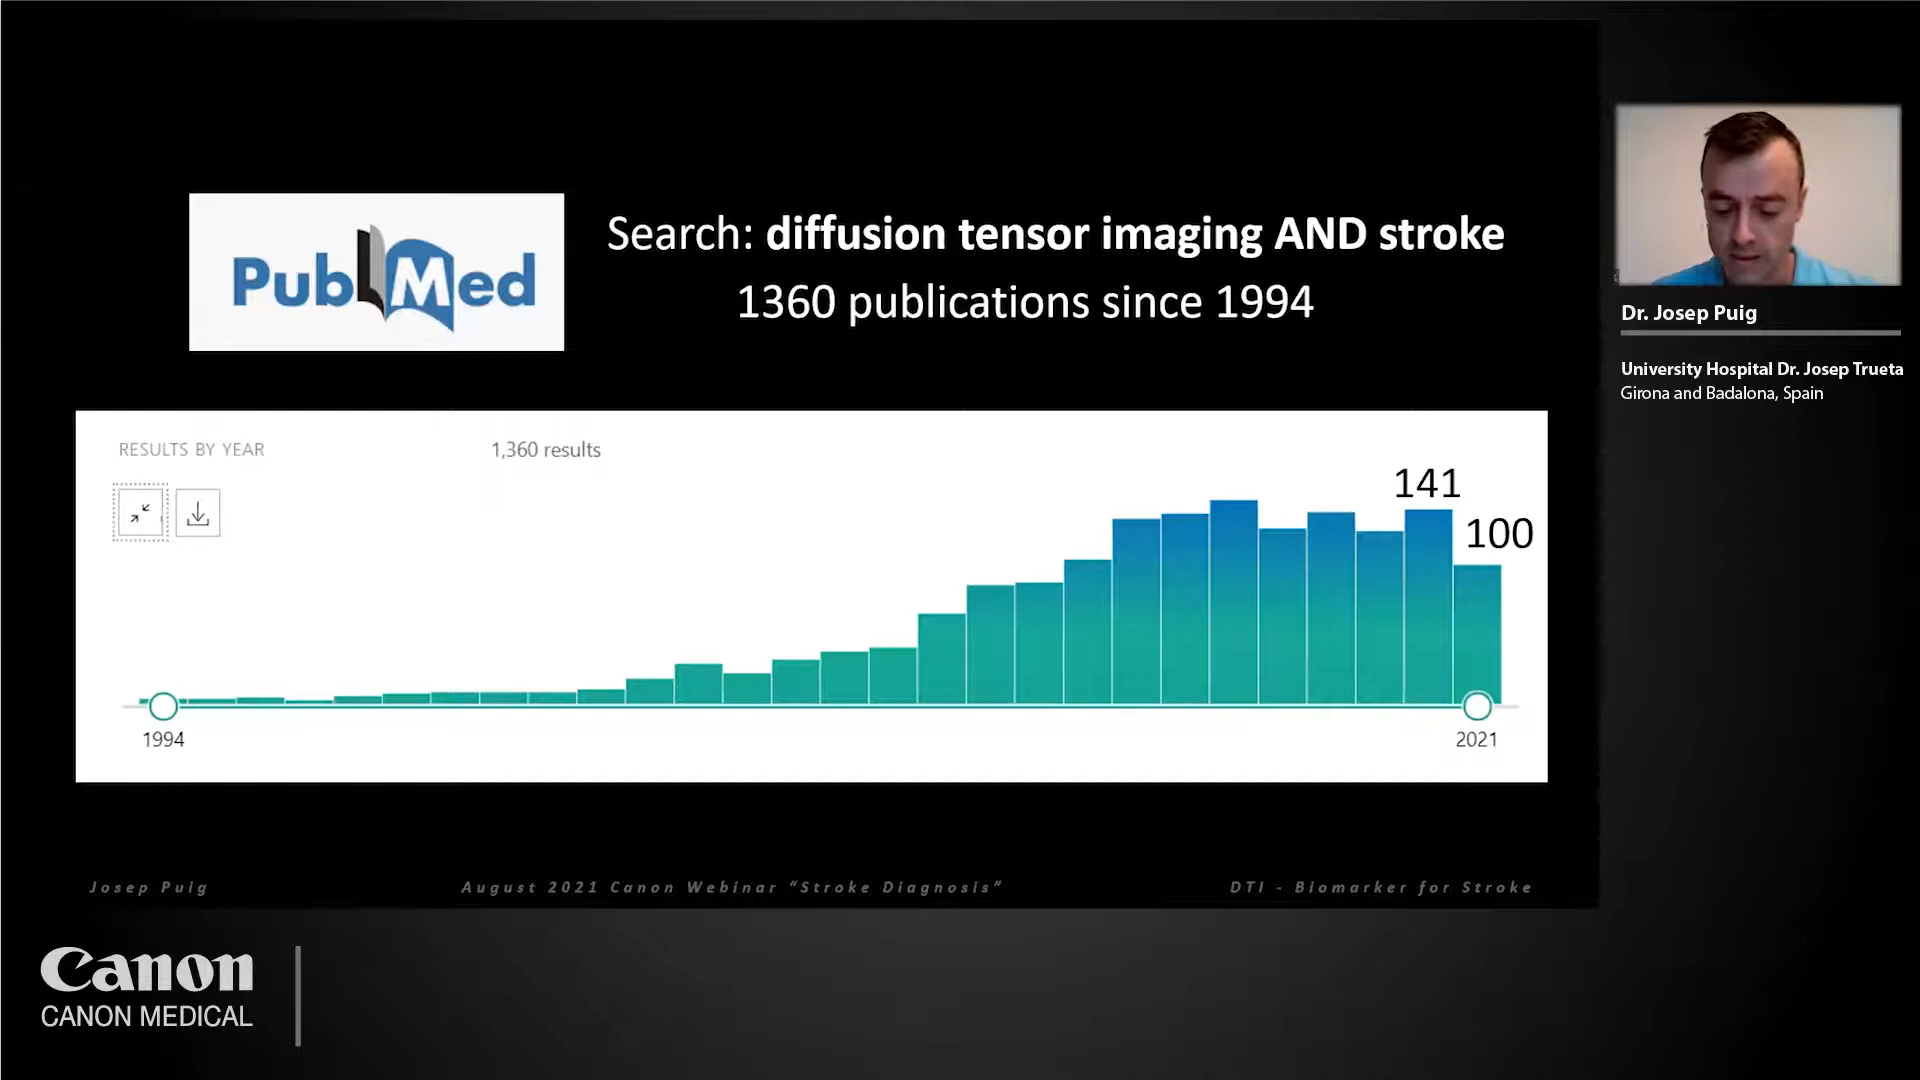 PubMed
Search: diffusion tensor imaging AND stroke
1360 publications since 1994
RESULTS BY YEAR
1,360 results
141
100
1994
2021
Josep Puig
August 2021 Canon Webinar “Stroke Diagnosis”
DTI - Biomarker for Stroke
Dr. Josep Puig
University Hospital Dr. Josep Trueta
Girona and Badalona, Spain
Canon
CANON MEDICAL